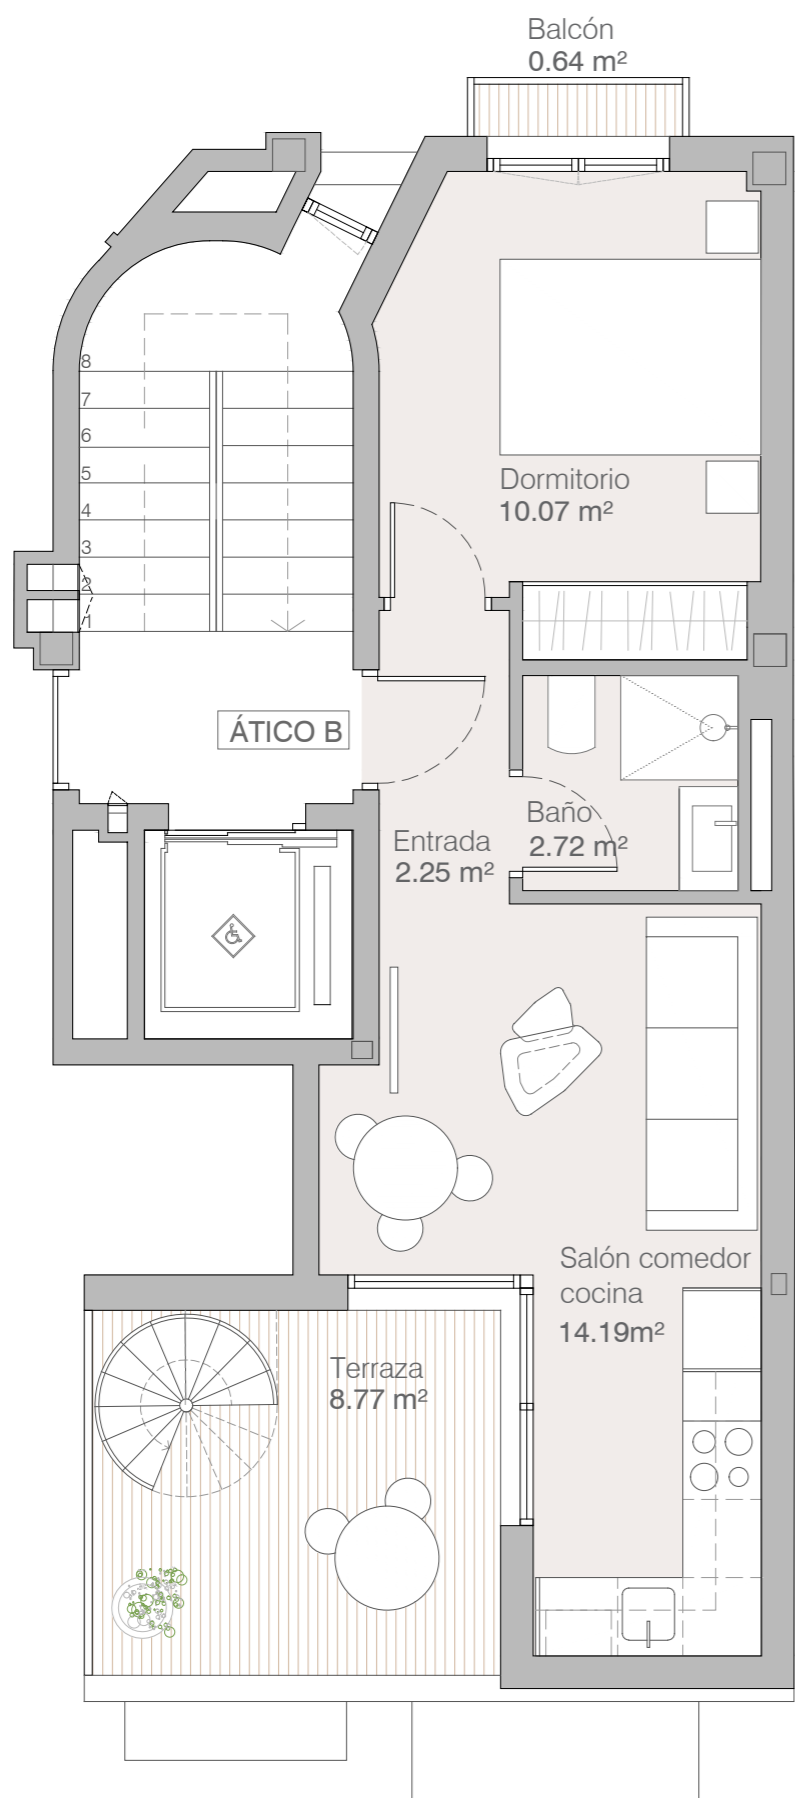 Balcón
0.64 m²
8
7
6
5
4
3
2
1
Dormitorio
10.07 m²
ÁTICO B
Baño
2.72 m²
Entrada
2.25 m²
Salón comedor
cocina
14.19m²
Terraza
8.77 m²